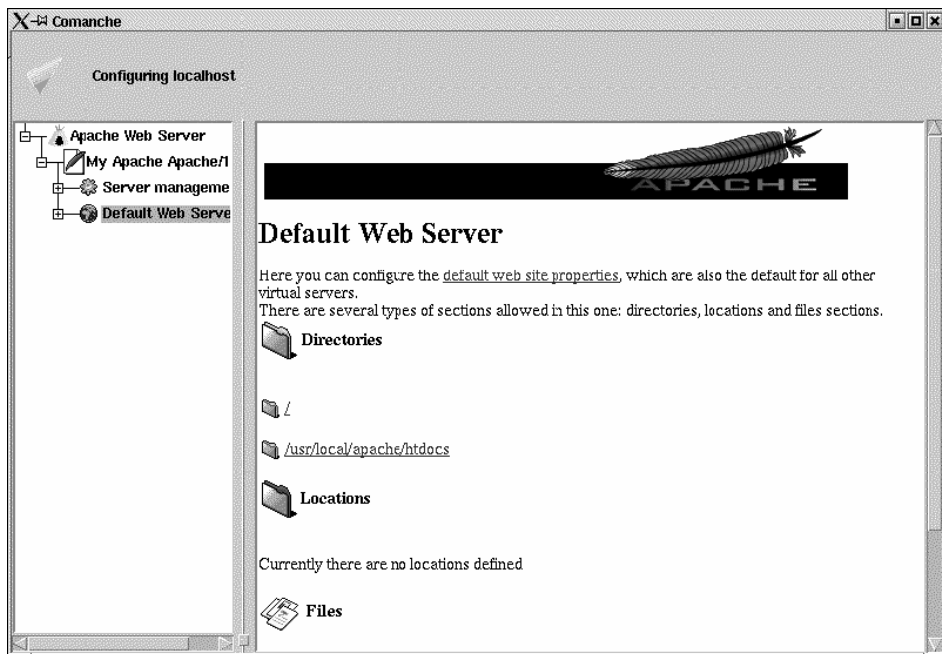 Comanche
Configuring localhost
Apache Web Server
My Apache Apache/1
Server manageme
Default Web Serve
APACHE
Default Web Server
Here you can configure the default web site properties, which are also the default for all other
virtual servers.
There are several types of sections allowed in this one: directories, locations and files sections.
Directories
/
/usr/local/apache/htdocs
Locations
Currently there are no locations defined
Files